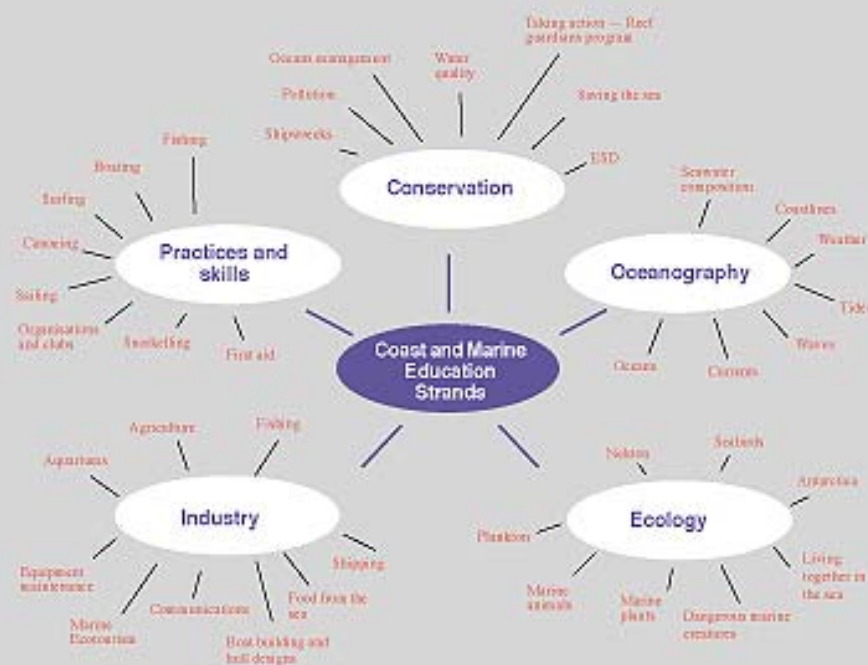 Taking action — Reef
guardians program
Ocean management
Water
quality
Pollution
Saving the sea
Shipwrecks
ESD
Conservation
Fishing
Boating
Surfing
Canoeing
Sailing
Organisations
and clubs
Snorkelling
First aid
Practices and
skills
Seawater
composition
Coastlines
Weather
Tides
Waves
Currents
Oceans
Oceanography
Coast and Marine
Education
Strands
Agriculture
Fishing
Aquariums
Industry
Shipping
Equipment
maintenance
Marine
Ecotourism
Communications
Food from the
sea
Boat building and
hull designs
Nekton
Seabirds
Antarctica
Ecology
Plankton
Living
together in
the sea
Marine
animals
Marine
plants
Dangerous marine
creatures